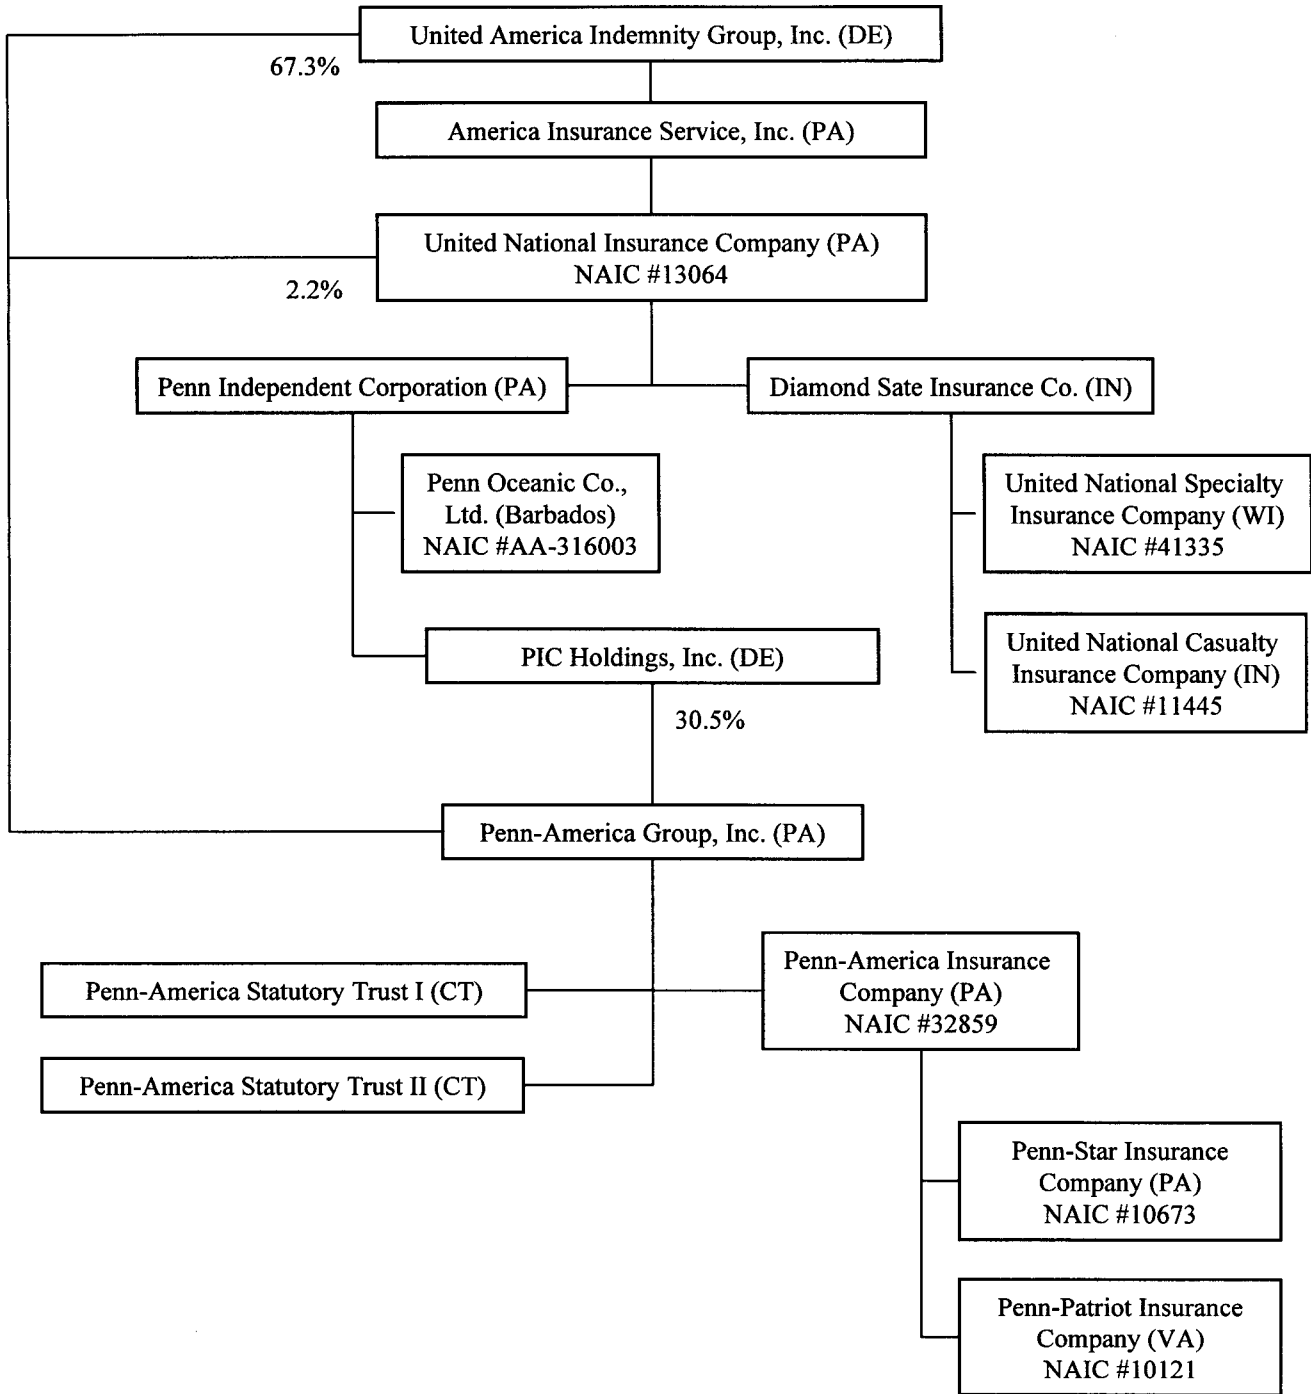 United America Indemnity Group, Inc. (DE)
67.3%
America Insurance Service, Inc. (PA)
United National Insurance Company (PA)
NAIC #13064
2.2%
Penn Independent Corporation (PA)
Diamond Sate Insurance Co. (IN)
Penn Oceanic Co.,
Ltd. (Barbados)
NAIC #AA-316003
United National Specialty
Insurance Company (WI)
NAIC #41335
PIC Holdings, Inc. (DE)
United National Casualty
Insurance Company (IN)
NAIC #11445
30.5%
Penn-America Group, Inc. (PA)
Penn-America Statutory Trust I (CT)
Penn-America Insurance
Company (PA)
NAIC #32859
Penn-America Statutory Trust II (CT)
Penn-Star Insurance
Company (PA)
NAIC #10673
Penn-Patriot Insurance
Company (VA)
NAIC #10121